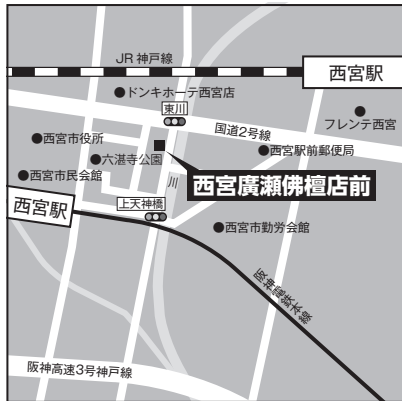 JR 神戸線
西宮駅
ドンキホーテ西宮店
東川
国道2号線
フレンテ西宮
西宮市役所
西宮駅前郵便局
六湛寺公園
西宮市民会館
西宮廣瀬佛檀店前
川
西宮駅
上天神橋
西宮市勤労会館
阪神電鉄本線
阪神高速3号神戸線